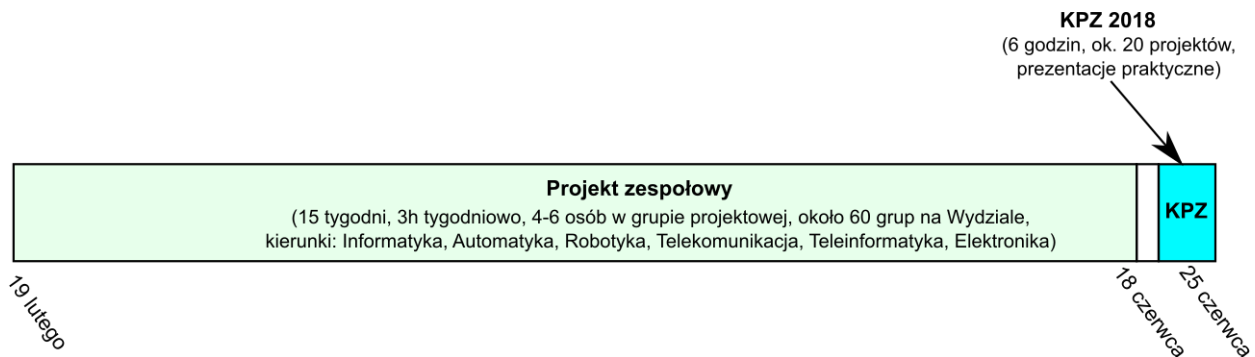 KPZ 2018
(6 godzin, ok. 20 projektów,
prezentacje praktyczne)
Projekt zespołowy
(15 tygodni, 3h tygodniowo, 4-6 osób w grupie projektowej, około 60 grup na Wydziale,
kierunki: Informatyka, Automatyka, Robotyka, Telekomunikacja, Teleinformatyka, Elektronika)
KPZ
19 lutego
18 czerwca
25 czerwca